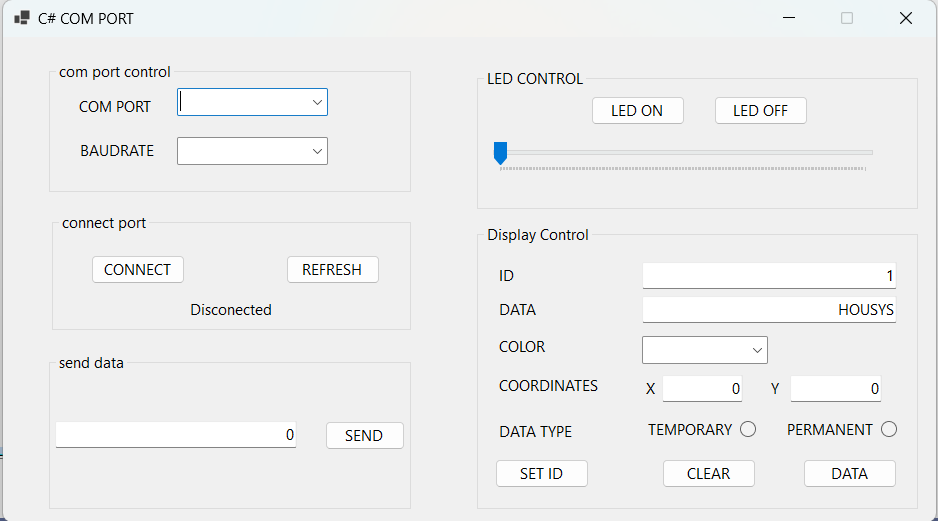 C# COM PORT
com port control
COM PORT
BAUDRATE
connect port
CONNECT REFRESH
Disconected
send data
0 SEND
LED CONTROL
LED ON LED OFF
Display Control
ID 1
DATA HOUSYS
COLOR
COORDINATES X 0 Y 0
DATA TYPE TEMPORARY PERMANENT
SET ID CLEAR DATA